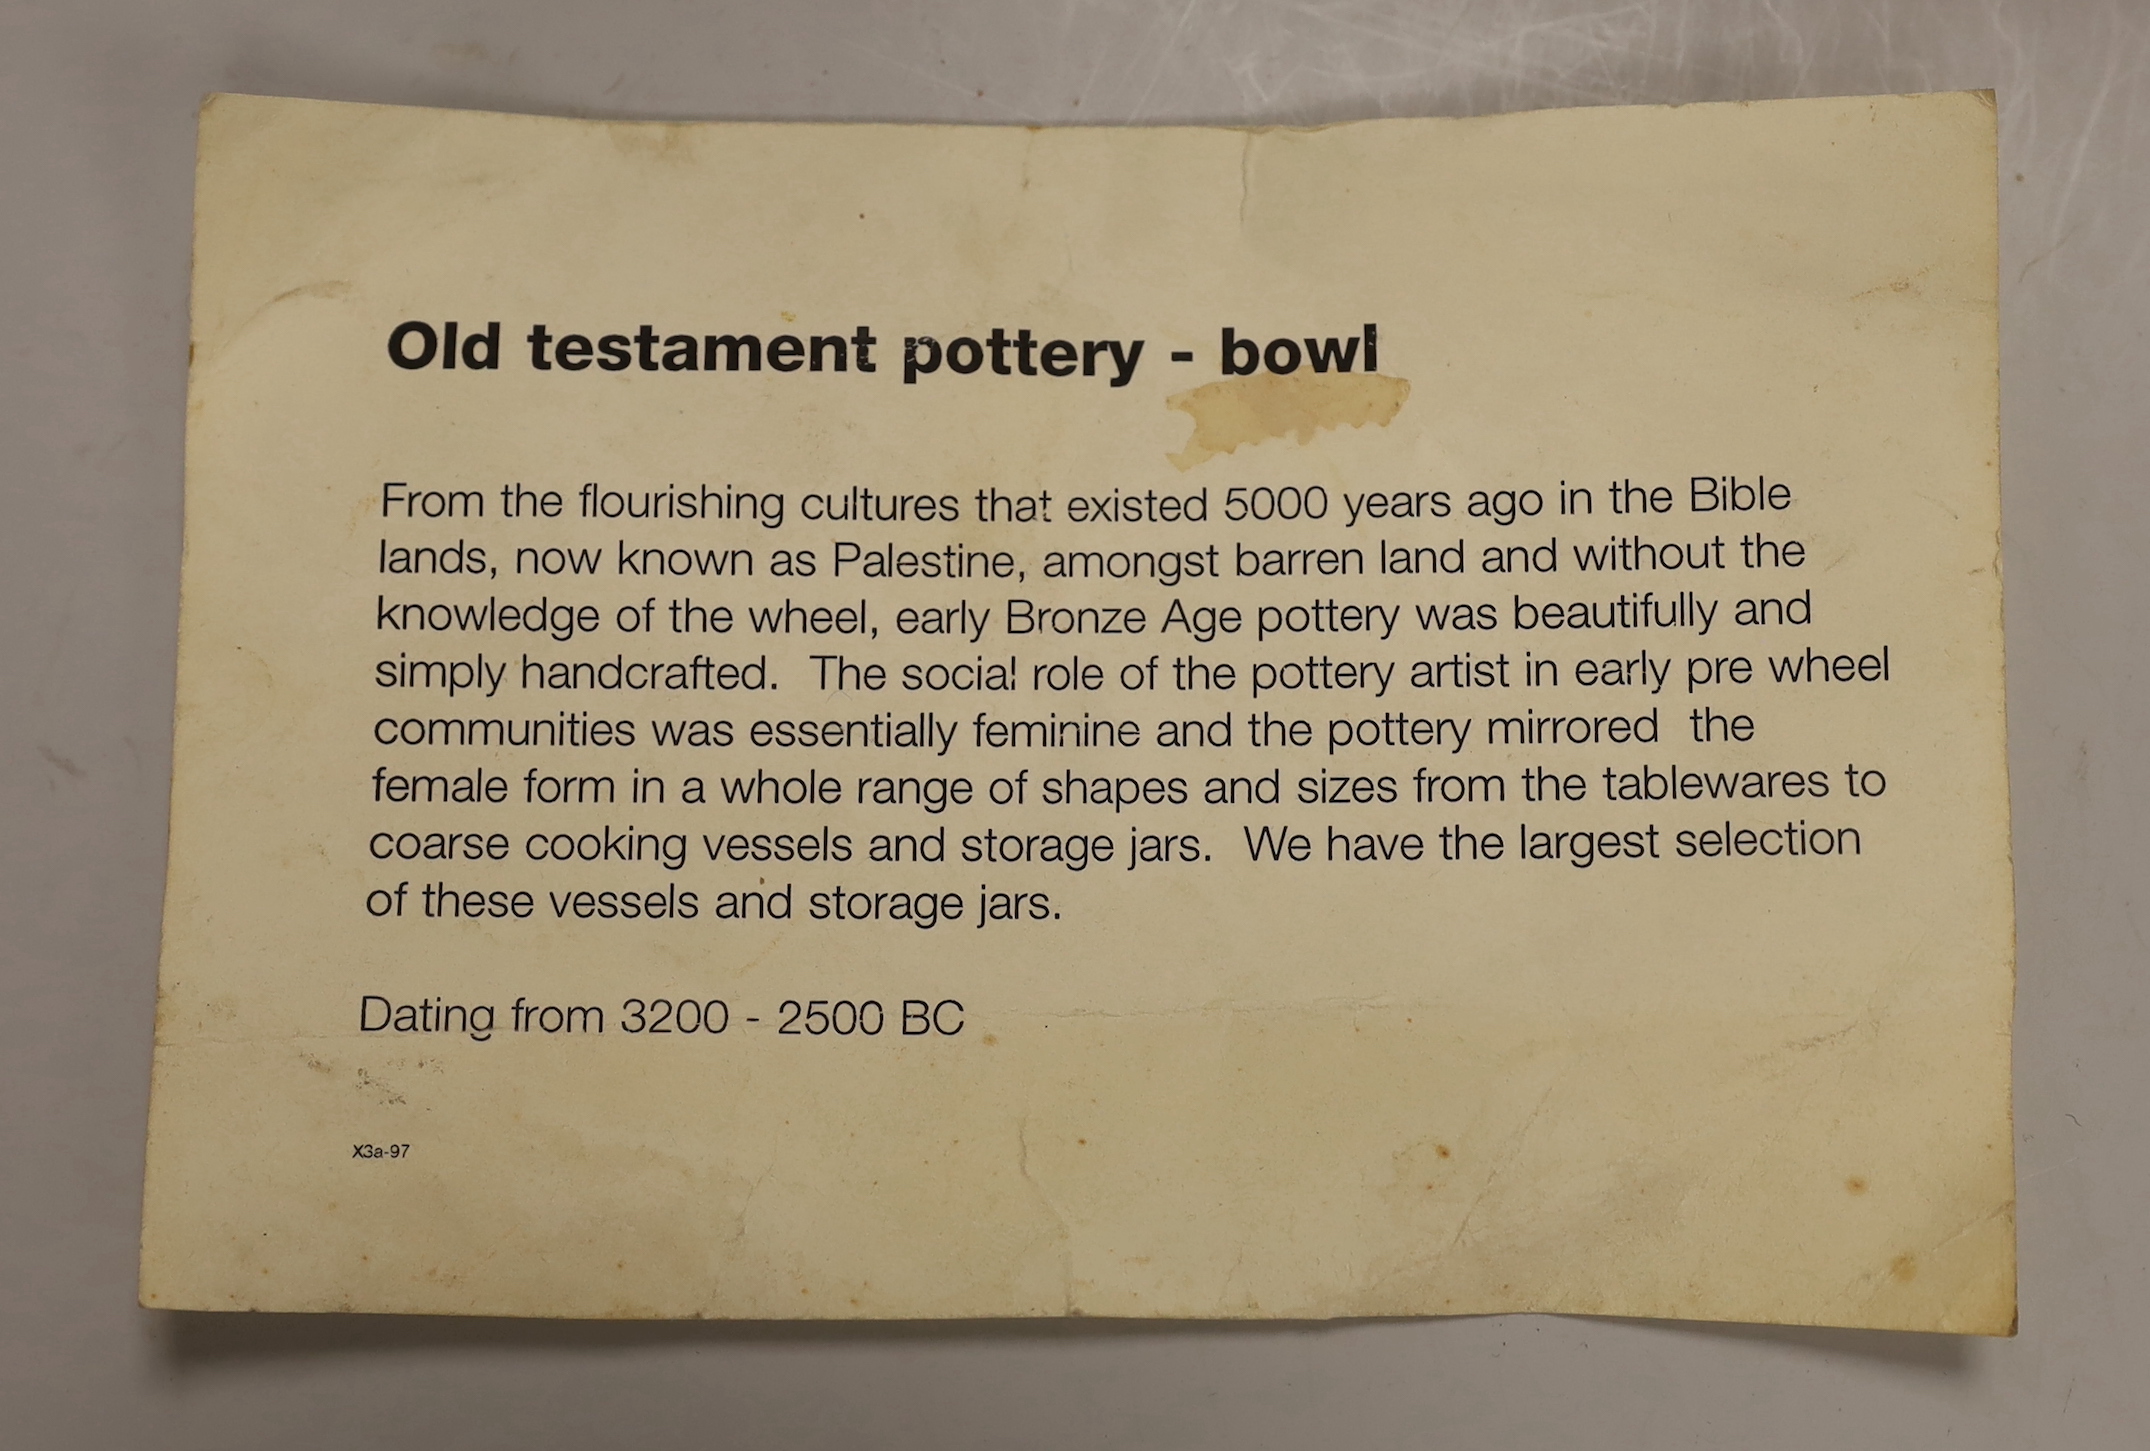 Old testament pottery - bowl
From the flourishing cultures that existed 5000 years ago in the Bible
lands, now known as Palestine, amongst barren land and without the
knowledge of the wheel, early Bronze Age pottery was beautifully and
simply handcrafted.  The social role of the pottery artist in early pre wheel
communities was essentially feminine and the pottery mirrored  the
female form in a whole range of shapes and sizes from the tablewares to
coarse cooking vessels and storage jars.  We have the largest selection
of these vessels and storage jars.
Dating from 3200 - 2500 BC
X3a-97